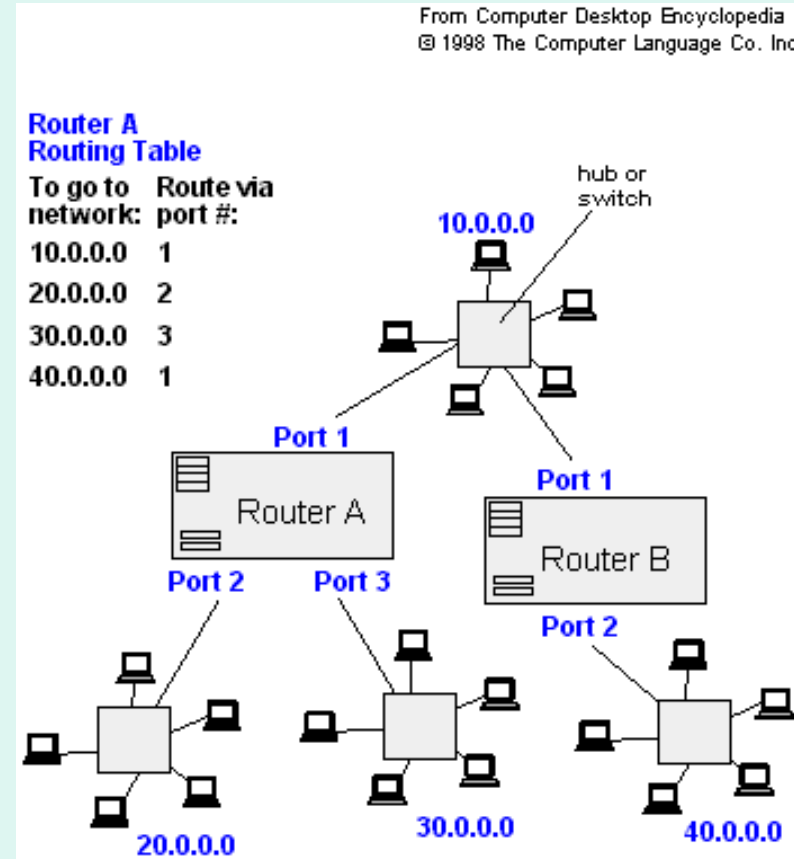 From Computer Desktop Encyclopedia
© 1998 The Computer Language Co. Inc
Router A
Routing Table
To go to Route via
network: port #:
10.0.0.0 1
20.0.0.0 2
30.0.0.0 3
40.0.0.0 1
hub or
switch
10.0.0.0
Port 1
Router A
Port 2 Port 3
Port 1
Router B
Port 2
20.0.0.0
30.0.0.0
40.0.0.0